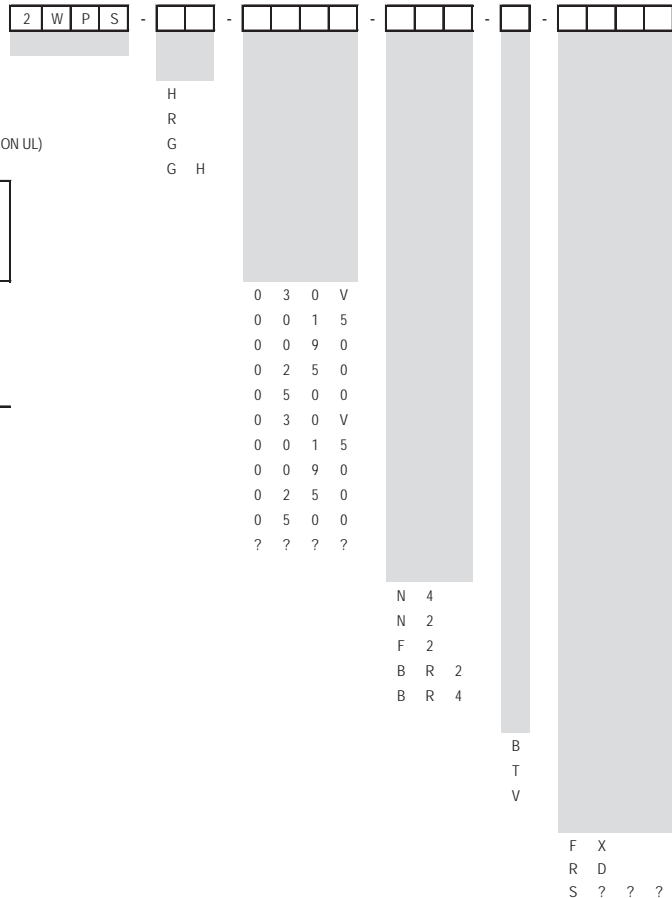 2 W P S - - - - -
H
R
ON UL) G
G H
0 3 0 V
0 0 1 5
0 0 9 0
0 2 5 0
0 5 0 0
0 3 0 V
0 0 1 5
0 0 9 0
0 2 5 0
0 5 0 0
? ? ? ?
N 4
N 2
F 2
B R 2
B R 4
B
T
V
F X
R D
S ? ? ?